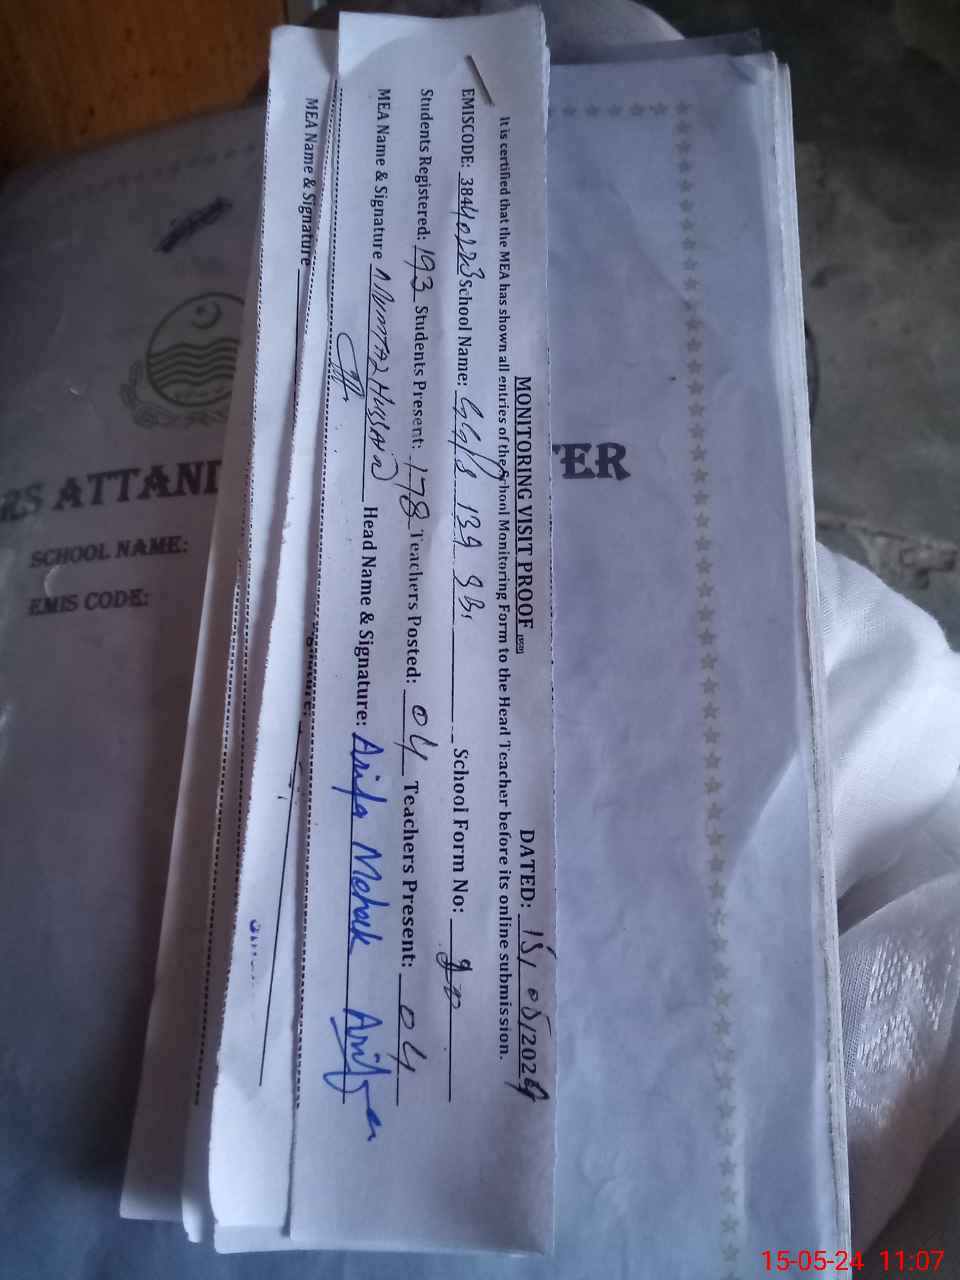 MONITORING VISIT PROOF DATED: 15/05/2024
It is certified that the MEA has shown all entries of the School Monitoring Form to the Head Teacher before its online submission.
EMISCODE: 38440223 School Name: GGPS 139 SB. School Form No:
Students Registered: 193 Students Present: 178 Teachers Posted: 04 Teachers Present: 04
MEA Name & Signature Mumtaz Hussain Head Name & Signature: Arifa Mehak Arifa
MEA Name & Signature
RS ATTAND
TER
SCHOOL NAME:
EMIS CODE:
15-05-24 11:07